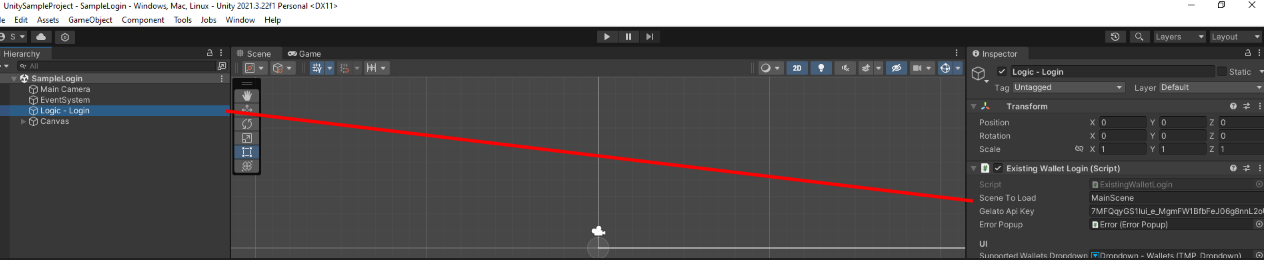 UnitySampleProject - SampleLogin - Windows, Mac, Linux - Unity 2021.3.22f1 Personal <DX11>
Edit Assets GameObject Component Tools Jobs Window Help
S
Layers Layout
Hierarchy
Scene Game
Inspector
All
2D
SampleLogin
Main Camera
EventSystem
Logic - Login
Canvas
Logic - Login Static
Tag Untagged Layer Default
Transform
Position X 0 Y 0 Z 0
Rotation X 0 Y 0 Z 0
Scale X 1 Y 1 Z 1
Existing Wallet Login (Script)
Script ExistingWalletLogin
Scene To Load MainScene
Gelato Api Key
Error Popup Error (Error Popup)
UI
Supported Wallets Dropdown Dropdown - Wallets (TMP_Dropdown)